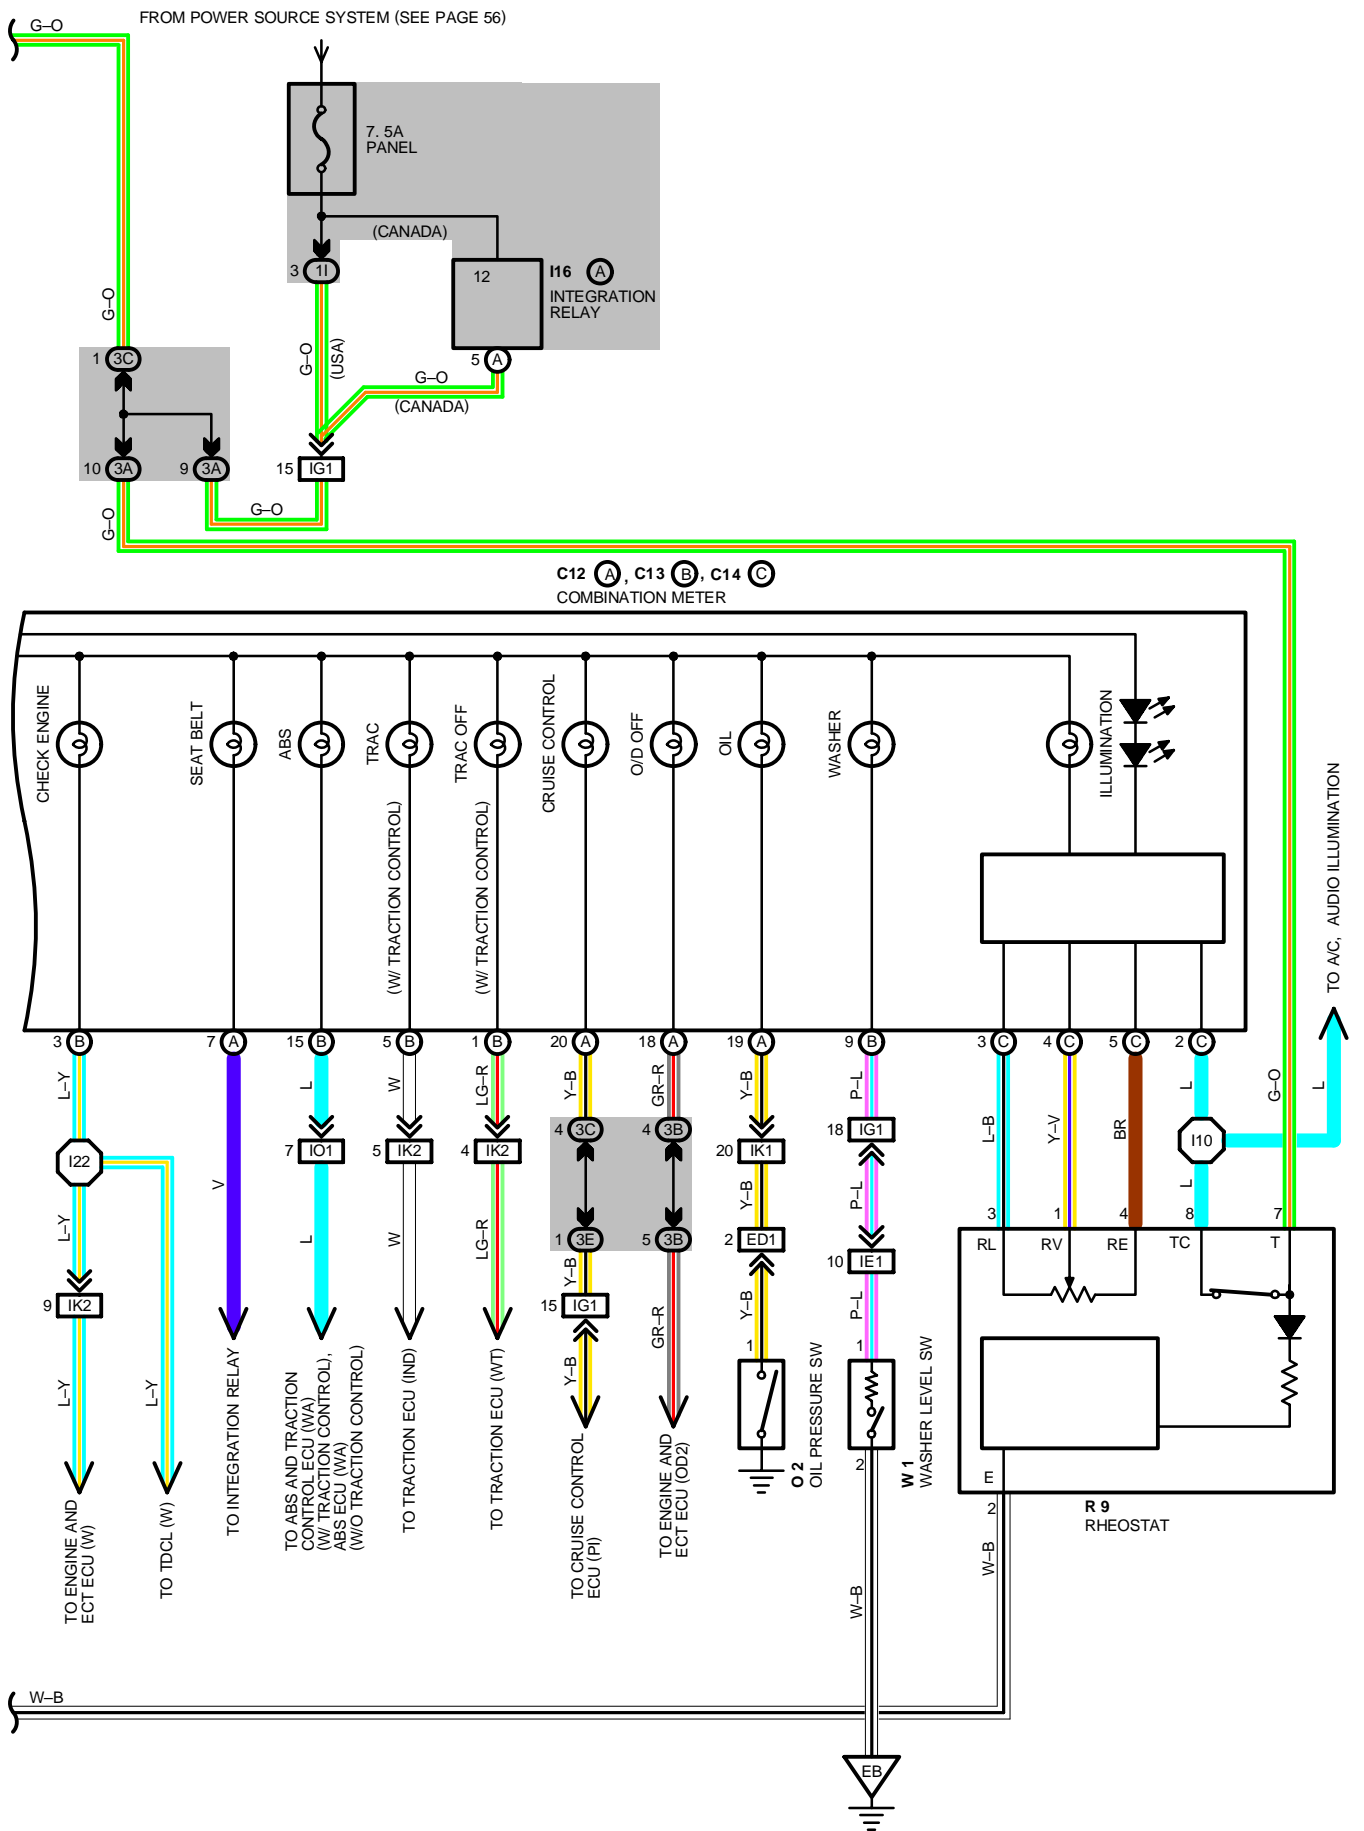 FROM POWER SOURCE SYSTEM (SEE PAGE 56)
G–O
7. 5A
PANEL
(CANADA)
3 1I
12
I16 A
INTEGRATION
RELAY
G–O
G–O
(USA)
1 3C
5 A
G–O
(CANADA)
10 3A
9 3A
15 IG1
G–O
G–O
C12 A , C13 B , C14 C
COMBINATION METER
CHECK ENGINE
SEAT BELT
ABS
TRAC
(W/ TRACTION CONTROL)
TRAC OFF
(W/ TRACTION CONTROL)
CRUISE CONTROL
O/D OFF
OIL
WASHER
ILLUMINATION
TO A/C, AUDIO ILLUMINATION
3 B
7 A
15 B
5 B
1 B
20 A
18 A
19 A
9 B
3 C
4 C
5 C
2 C
L–Y
L
W
LG–R
Y–B
GR–R
Y–B
P–L
L–B
Y–V
BR
L
G–O
L
I22
V
7 IO1
5 IK2
4 IK2
4 3C
4 3B
20 IK1
18 IG1
I10
L–Y
L
W
LG–R
Y–B
P–L
L
1 3E
5 3B
2 ED1
10 IE1
3
1
4
8
7
RL
RV
RE
TC
T
9 IK2
Y–B
15 IG1
GR–R
Y–B
P–L
1
1
L–Y
L–Y
Y–B
2
E
2
TO ENGINE AND
ECT ECU (W)
TO TDCL (W)
TO INTEGRATION RELAY
TO ABS AND TRACTION
CONTROL ECU (WA)
(W/ TRACTION CONTROL),
ABS ECU (WA)
(W/O TRACTION CONTROL)
TO TRACTION ECU (IND)
TO TRACTION ECU (WT)
TO CRUISE CONTROL
ECU (PI)
TO ENGINE AND
ECT ECU (OD2)
O 2
OIL PRESSURE SW
W 1
WASHER LEVEL SW
R 9
RHEOSTAT
W–B
W–B
W–B
EB